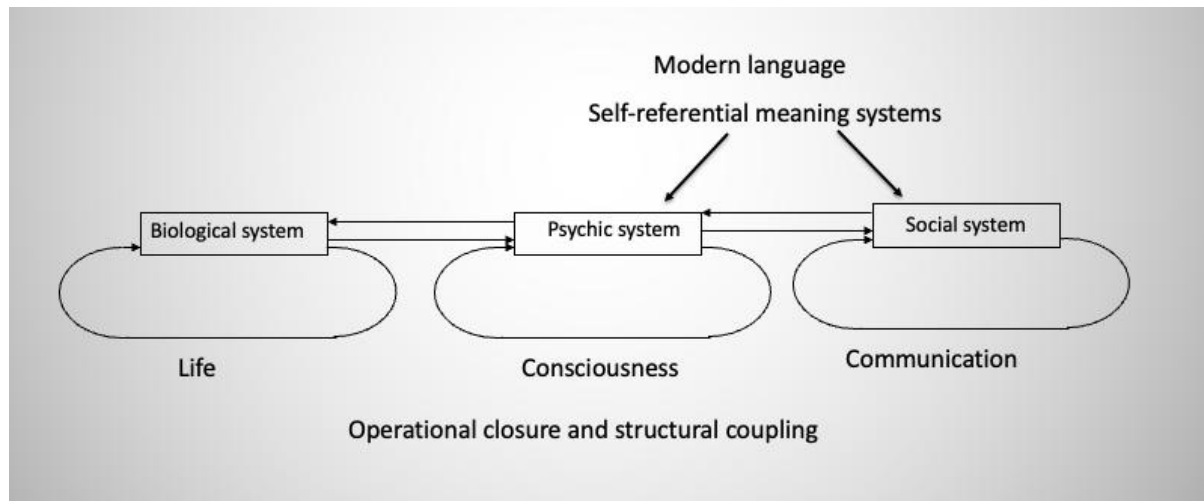 Modern language
Self-referential meaning systems
Biological system
Psychic system
Social system
Life
Consciousness
Communication
Operational closure and structural coupling